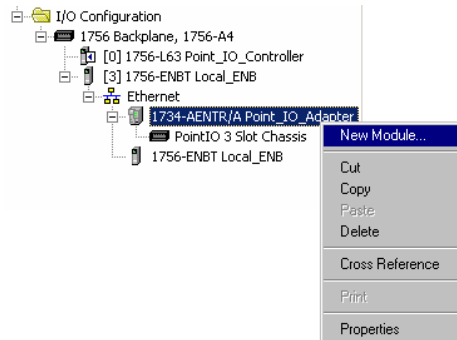 I/O Configuration
1756 Backplane, 1756-A4
[0] 1756-L63 Point_IO_Controller
[3] 1756-ENBT Local_ENB
Ethernet
1734-AENTR/A Point_IO_Adapter
PointIO 3 Slot Chassis
1756-ENBT Local_ENB
New Module...
Cut
Copy
Paste
Delete
Cross Reference
Print
Properties